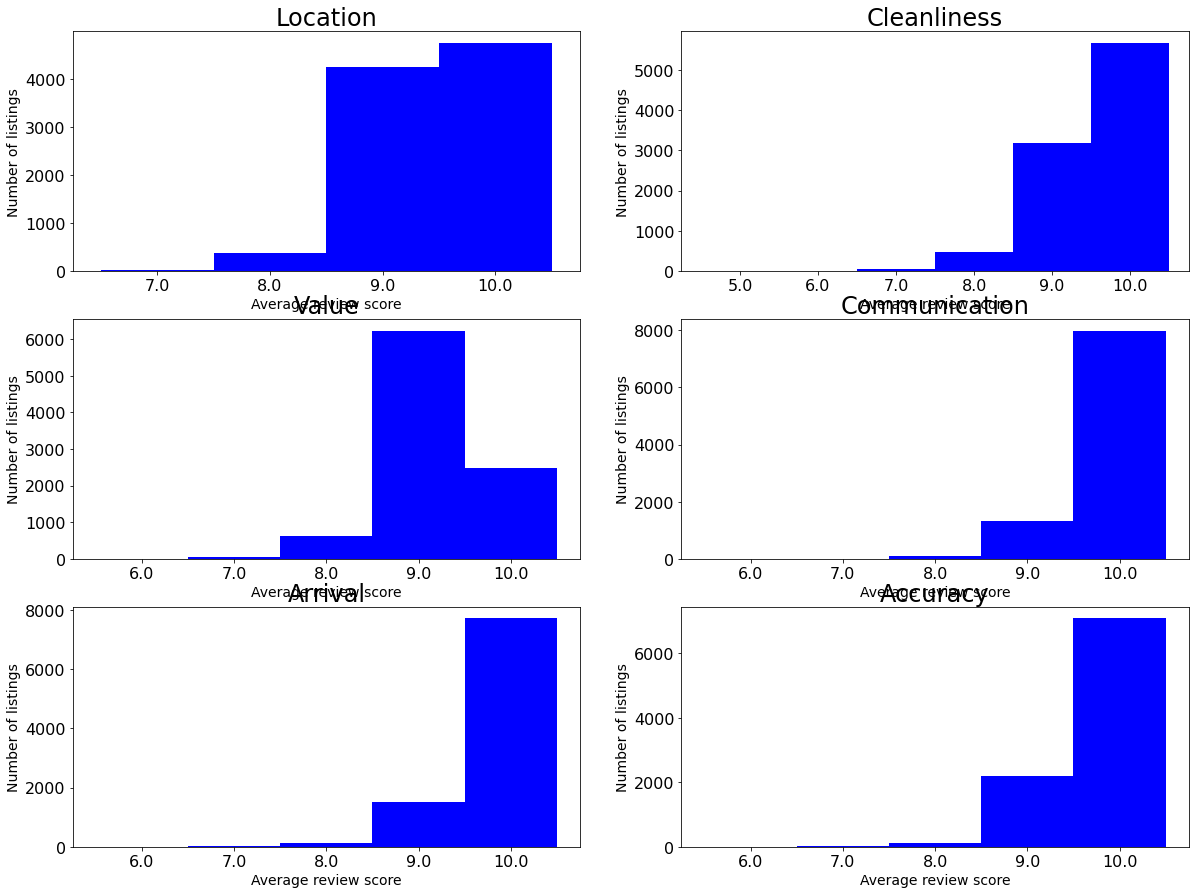 Location
Number of listings
4000
3000
2000
1000
0
7.0 8.0 9.0 10.0
Average review score
Cleanliness
Number of listings
5000
4000
3000
2000
1000
0
5.0 6.0 7.0 8.0 9.0 10.0
Average review score
Value
Number of listings
6000
5000
4000
3000
2000
1000
0
6.0 7.0 8.0 9.0 10.0
Average review score
Communication
Number of listings
8000
6000
4000
2000
0
6.0 7.0 8.0 9.0 10.0
Average review score
Arrival
Number of listings
8000
6000
4000
2000
0
6.0 7.0 8.0 9.0 10.0
Average review score
Accuracy
Number of listings
6000
4000
2000
0
6.0 7.0 8.0 9.0 10.0
Average review score